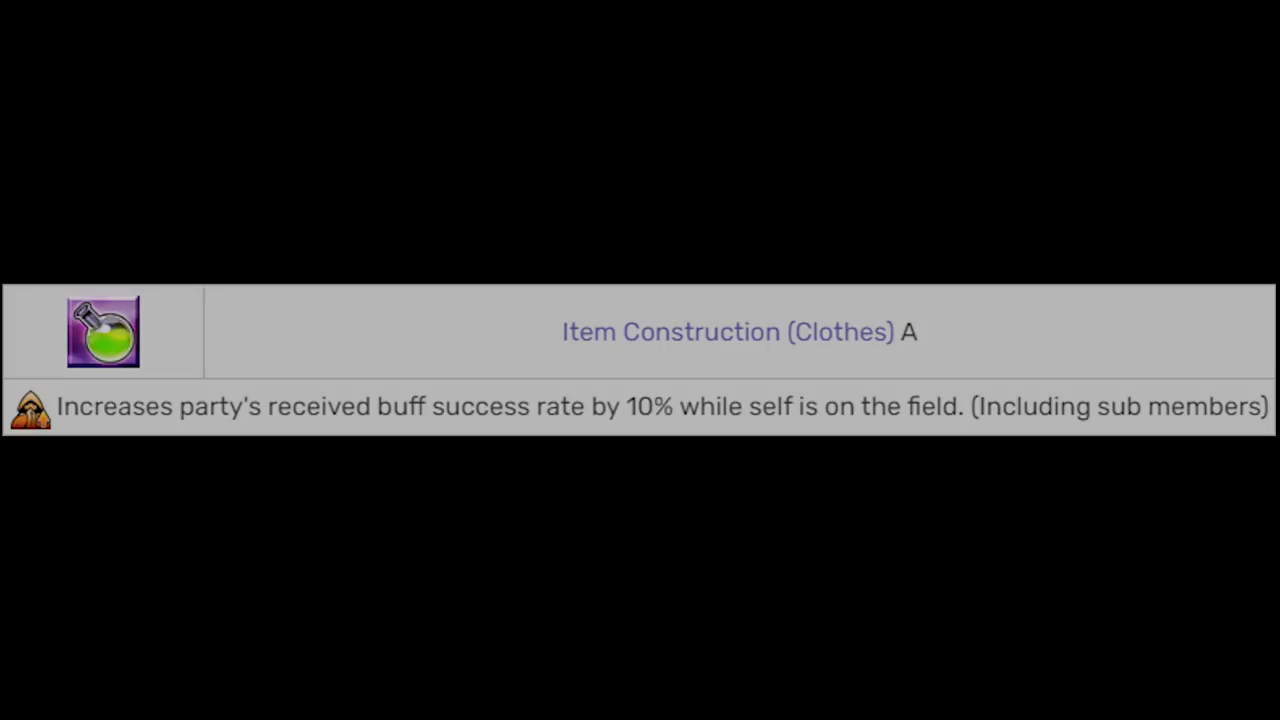 Item Construction (Clothes) A
Increases party's received buff success rate by 10% while self is on the field. (Including sub members)